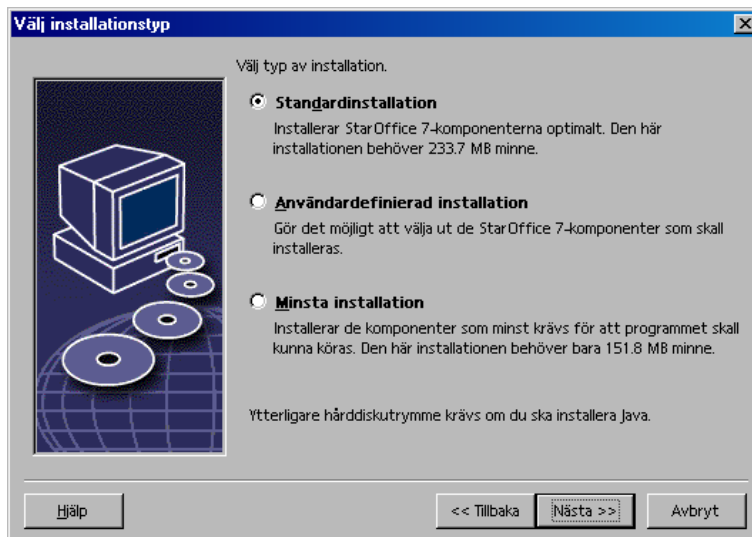 Välj installationstyp
Välj typ av installation.
Standardinstallation
Installerar StarOffice 7-komponenterna optimalt. Den här
installationen behöver 233.7 MB minne.
Användardefinierad installation
Gör det möjligt att välja ut de StarOffice 7-komponenter som skall
installeras.
Minsta installation
Installerar de komponenter som minst krävs för att programmet skall
kunna köras. Den här installationen behöver bara 151.8 MB minne.
Ytterligare hårddiskutrymme krävs om du ska installera Java.
Hjälp
<< Tillbaka
Nästa >>
Avbryt